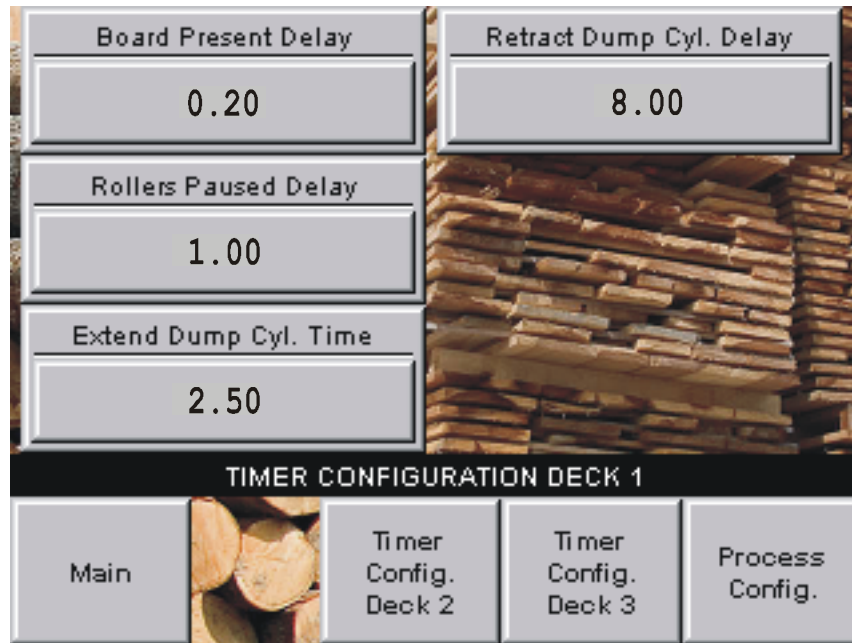 Board Present Delay
0.20
Retract Dump Cyl. Delay
8.00
Rollers Paused Delay
1.00
Extend Dump Cyl. Time
2.50
TIMER CONFIGURATION DECK 1
Main
Timer
Config.
Deck 2
Timer
Config.
Deck 3
Process
Config.